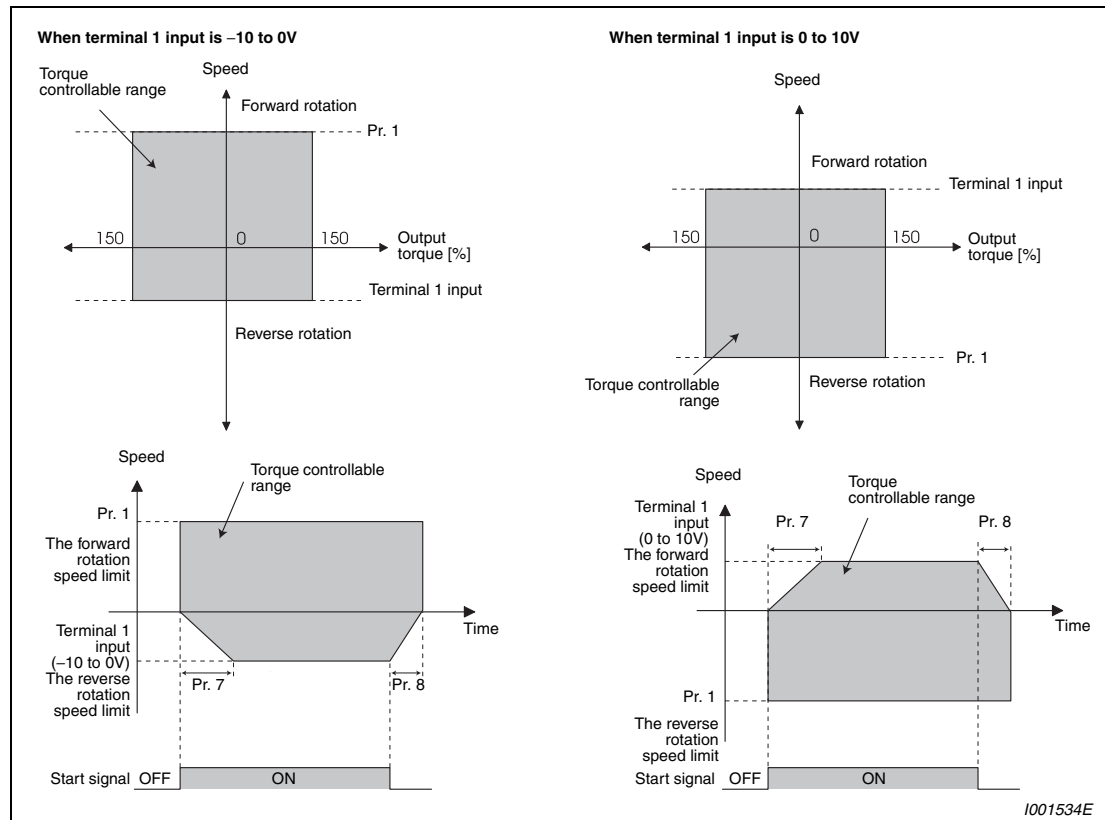 When terminal 1 input is –10 to 0V
Torque
controllable range
Speed
Forward rotation
Pr. 1
150
0
150
Output
torque [%]
Terminal 1 input
Reverse rotation
When terminal 1 input is 0 to 10V
Speed
Forward rotation
Terminal 1 input
150
0
150
Output
torque [%]
Pr. 1
Torque controllable
range
Reverse rotation
Speed
Torque controllable
range
Pr. 1
The forward
rotation
speed limit
Time
Terminal 1
input
(–10 to 0V)
The reverse
rotation
speed limit
Pr. 7
Pr. 8
Start signal
OFF
ON
Speed
Torque
controllable range
Terminal 1
input
(0 to 10V)
The forward
rotation
speed limit
Pr. 7
Pr. 8
Time
Pr. 1
The reverse
rotation
speed limit
Start signal
OFF
ON
I001534E